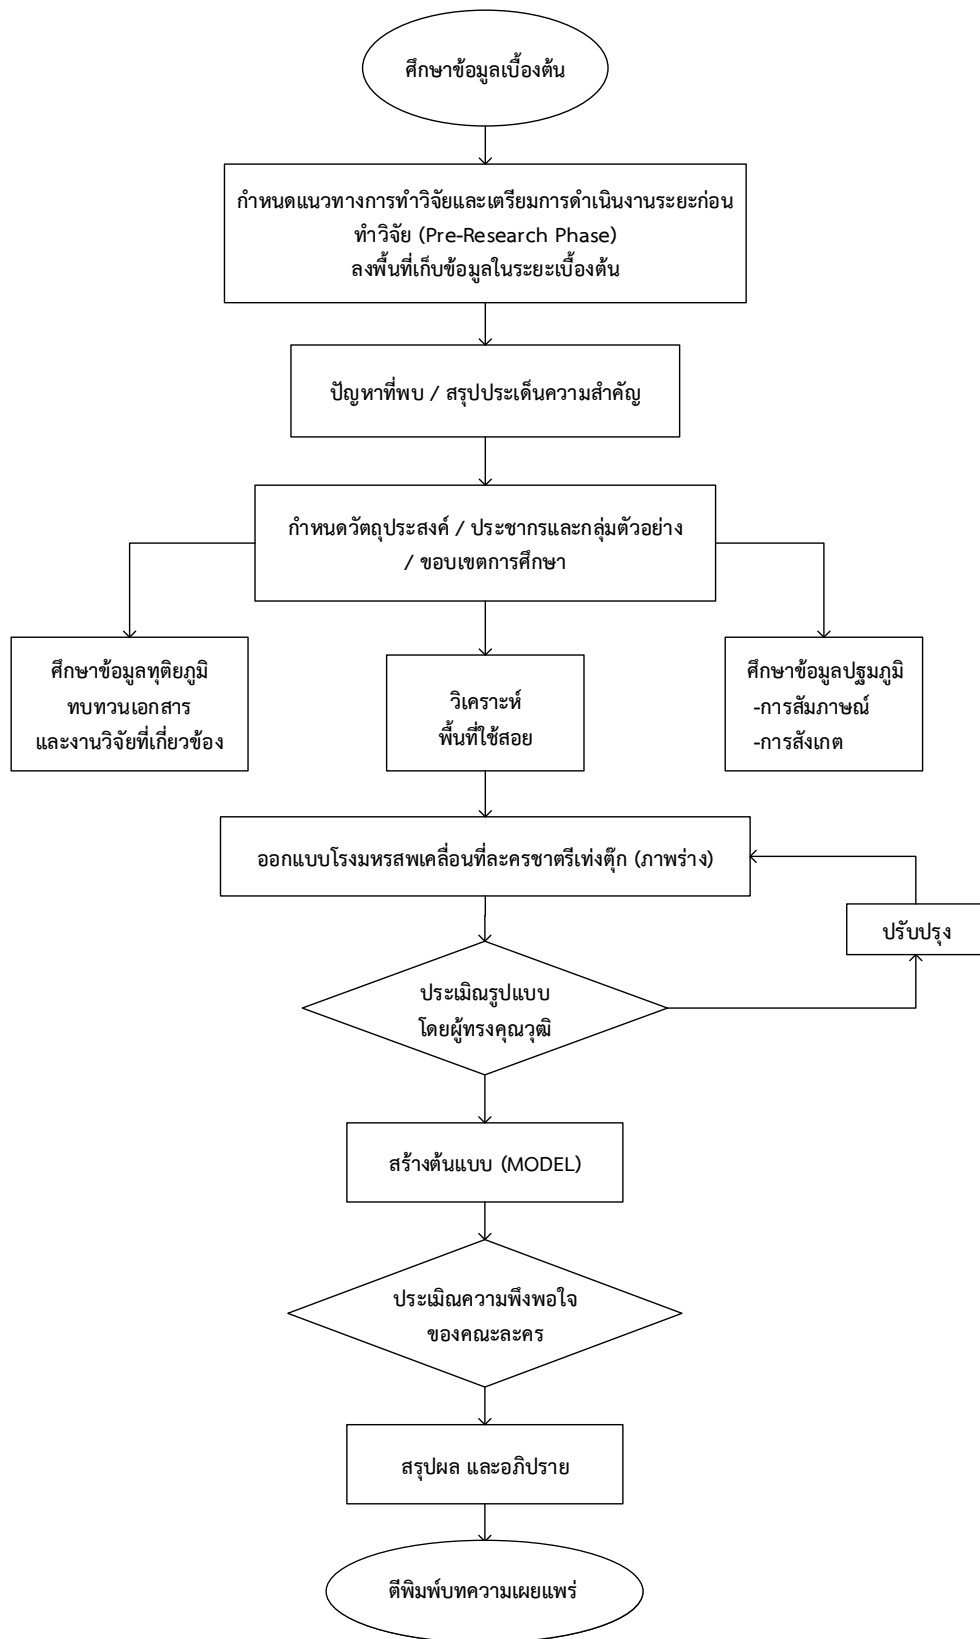 ศึกษาข้อมูลเบื้องต้น
กำหนดแนวทางการทำวิจัยและเตรียมการดำเนินงานระยะก่อน
ทำวิจัย (Pre-Research Phase)
ลงพื้นที่เก็บข้อมูลในระยะเบื้องต้น
ปัญหาที่พบ / สรุปประเด็นความสำคัญ
กำหนดวัตถุประสงค์ / ประชากรและกลุ่มตัวอย่าง
/ ขอบเขตการศึกษา
ศึกษาข้อมูลทุติยภูมิ
ทบทวนเอกสาร
และงานวิจัยที่เกี่ยวข้อง
วิเคราะห์
พื้นที่ใช้สอย
ศึกษาข้อมูลปฐมภูมิ
-การสัมภาษณ์
-การสังเกต
ออกแบบโรงมหรสพเคลื่อนที่ละครชาตรีเท่งตุ๊ก (ภาพร่าง)
ปรับปรุง
ประเมิณรูปแบบ
โดยผู้ทรงคุณวุฒิ
สร้างต้นแบบ (MODEL)
ประเมิณความพึงพอใจ
ของคณะละคร
สรุปผล และอภิปราย
ตีพิมพ์บทความเผยแพร่